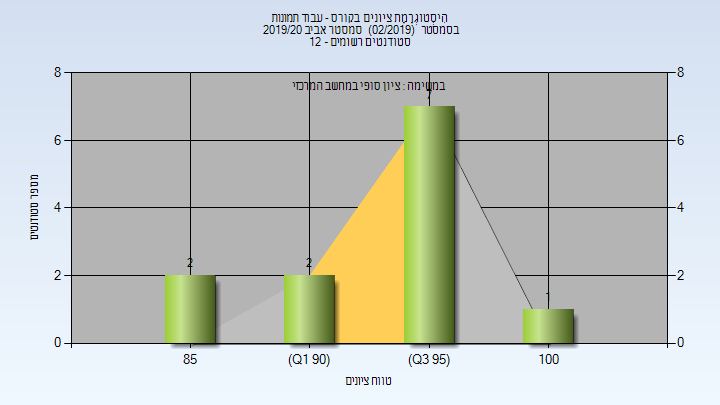 הִיסְטוֹגְרָמַת ציונים בקורס - עבוד תמונות
בסמסטר (02/2019) סמסטר אביב 2019/20
סטודנטים רשומים - 12
במשימה : ציון סופי במחשב המרכזי
8 8
6 6
4 4
2 2
0 0
מספר סטודנטים
2 2 7 1
85 (Q1 90) (Q3 95) 100
טווח ציונים